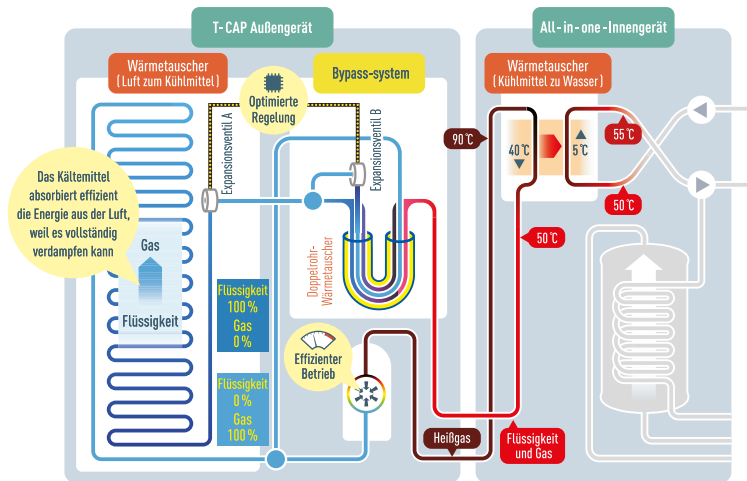 T-CAP Außengerät
All-in-one-Innengerät
Wärmetauscher
(Luft zum Kühlmittel)
Bypass-system
Wärmetauscher
(Kühlmittel zu Wasser)
Optimierte
Regelung
Expansionsventil A
Expansionsventil B
90°C
40°C
5°C
55°C
50°C
50°C
Das Kältemittel
absorbiert effizient
die Energie aus der Luft,
weil es vollständig
verdampfen kann
Gas
Flüssigkeit
Doppelrohr-
Wärmetauscher
Flüssigkeit
100%
Gas
0%
Effizienter
Betrieb
Flüssigkeit
0%
Gas
100%
Heißgas
Flüssigkeit
und Gas